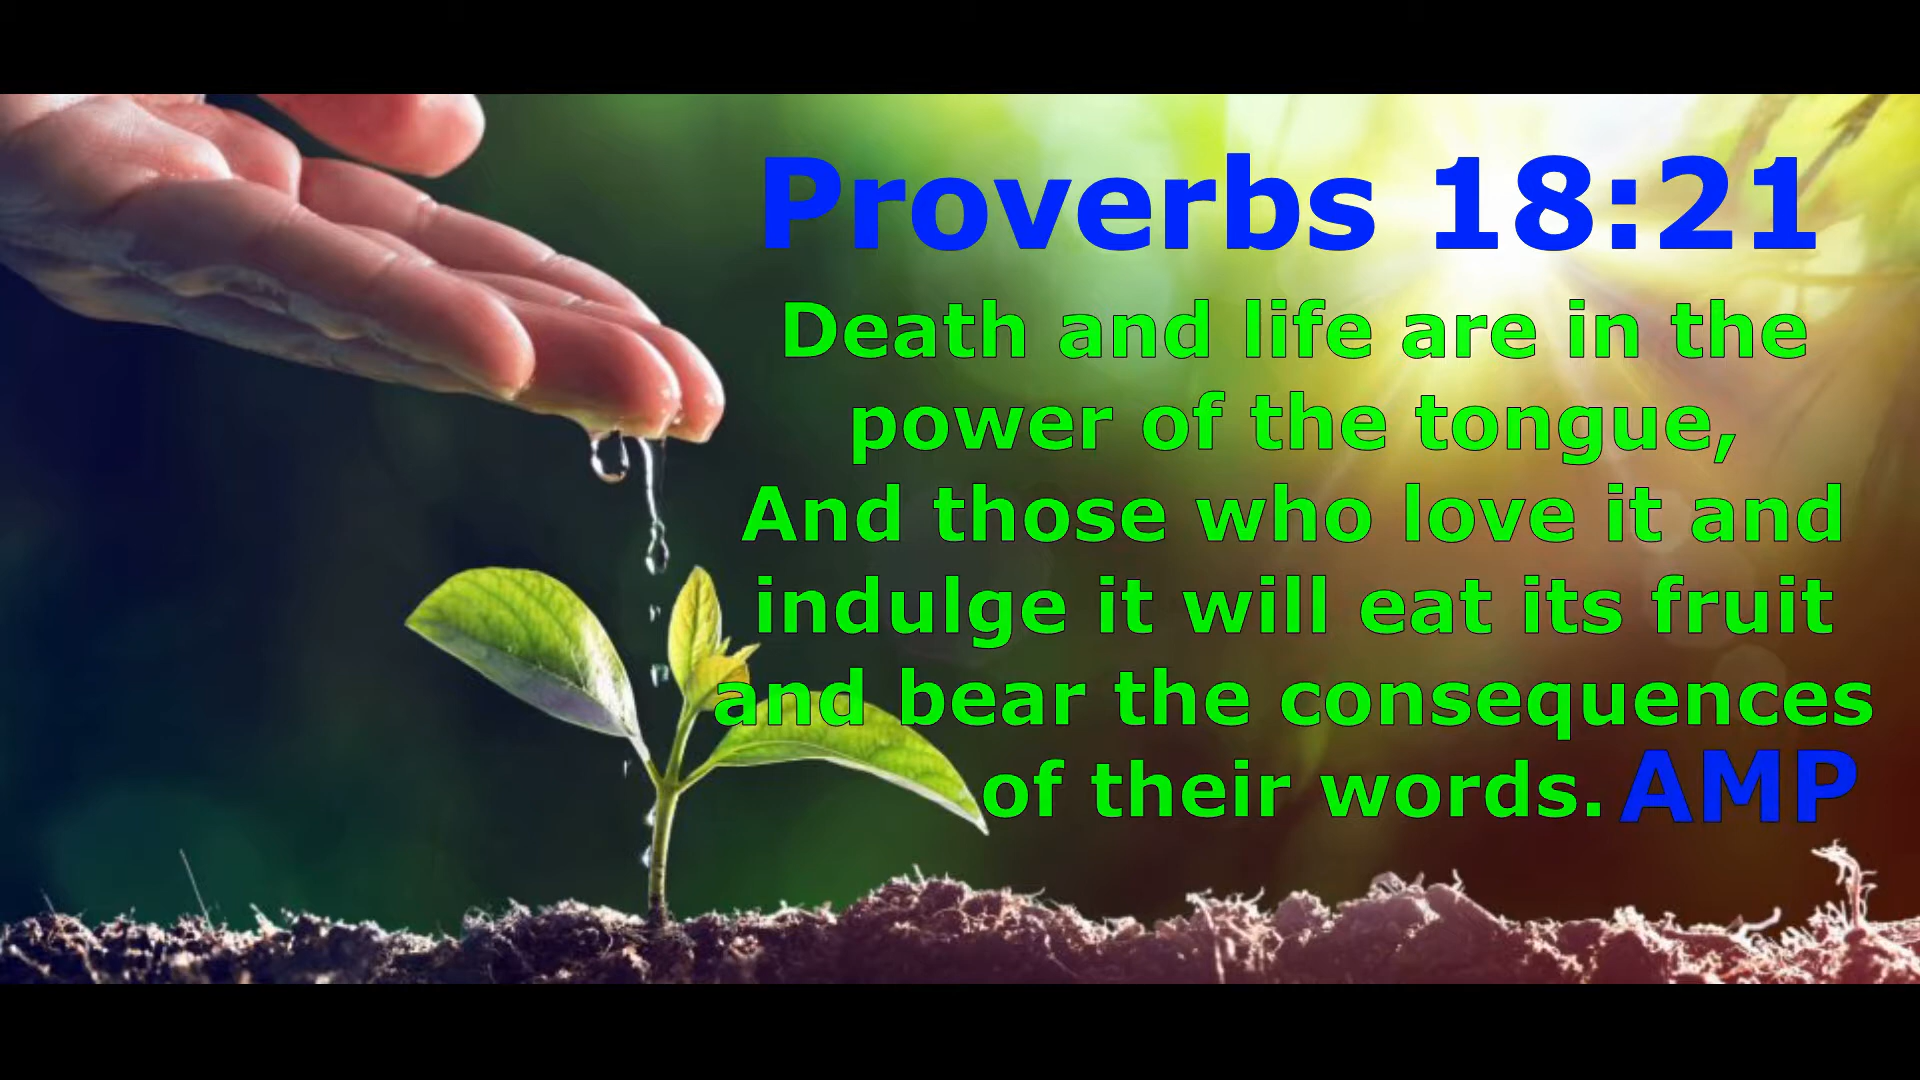 Proverbs 18:21
Death and life are in the
power of the tongue,
And those who love it and
indulge it will eat its fruit
and bear the consequences
of their words. AMP